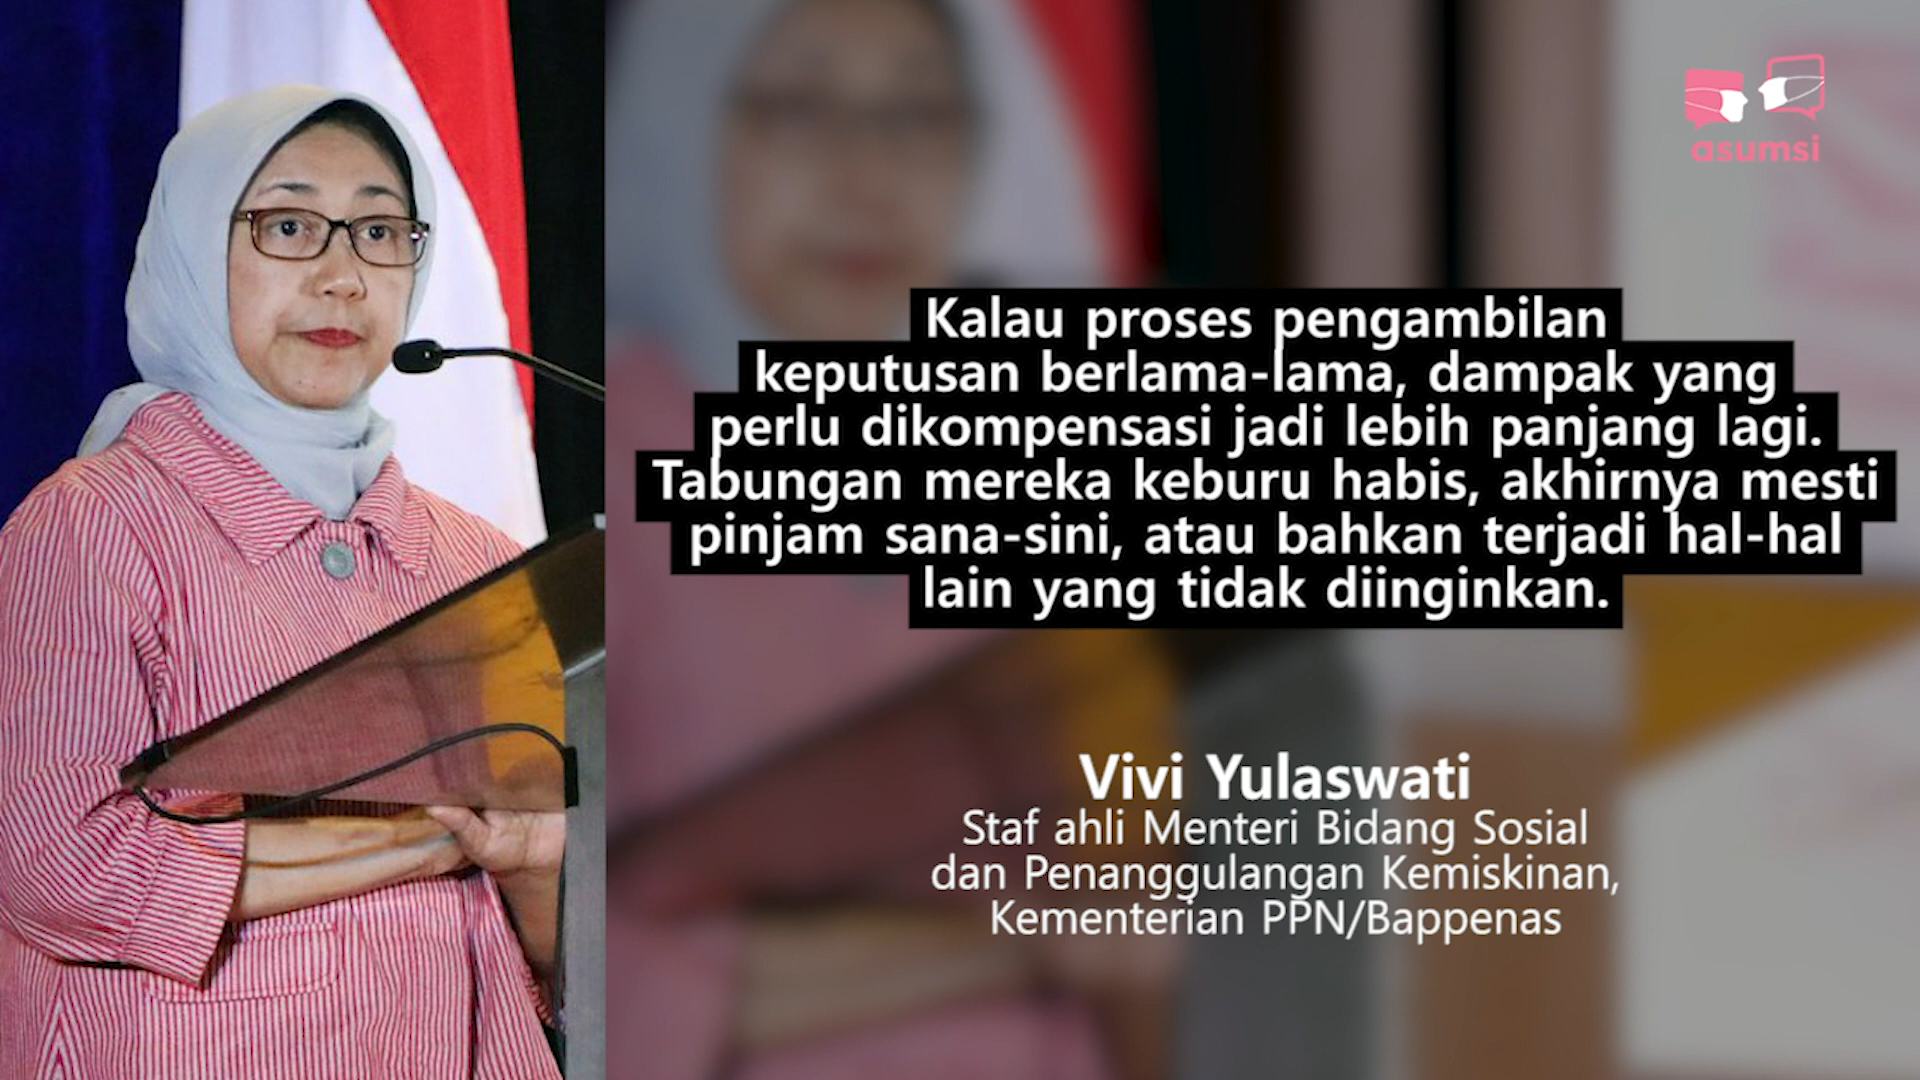 asumsi
Kalau proses pengambilan
keputusan berlama-lama, dampak yang
perlu dikompensasi jadi lebih panjang lagi.
Tabungan mereka keburu habis, akhirnya mesti
pinjam sana-sini, atau bahkan terjadi hal-hal
lain yang tidak diinginkan.
Vivi Yulaswati
Staf ahli Menteri Bidang Sosial
dan Penanggulangan Kemiskinan,
Kementerian PPN/Bappenas